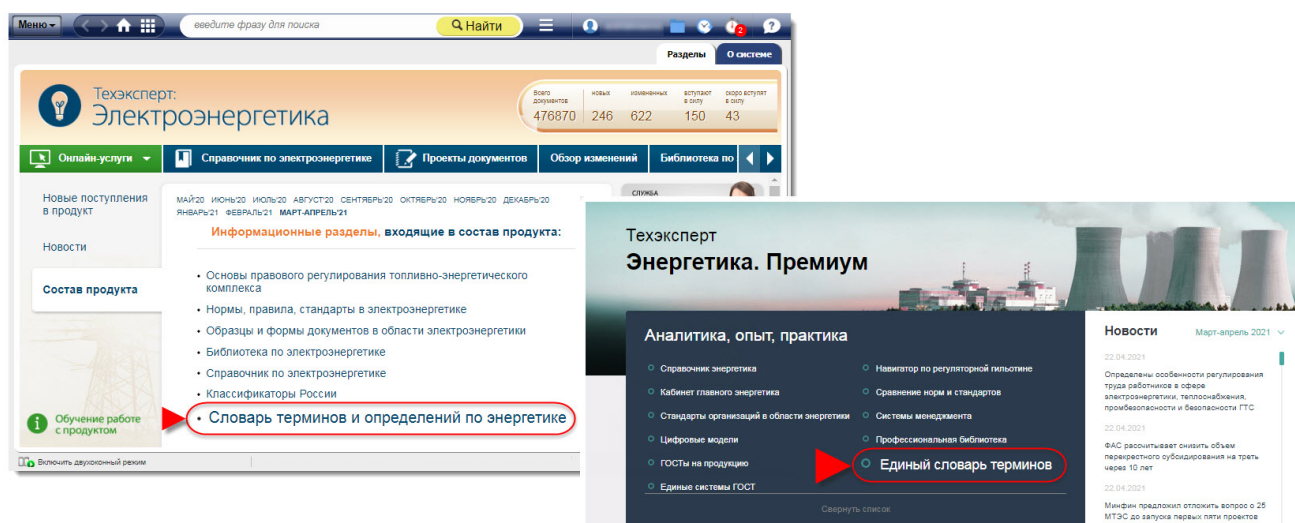 Меню
введите фразу для поиска
Найти
2
?
Разделы
О системе
Техэксперт:
Электроэнергетика
Всего документов
новых
измененных
вступают в силу
скоро вступят в силу
476870 246 622 150 43
Онлайн-услуги
Справочник по электроэнергетике
Проекты документов
Обзор изменений
Библиотека по
Новые поступления
в продукт
Новости
Состав продукта
Обучение работе
с продуктом
МАЙ'20 ИЮНЬ'20 ИЮЛЬ'20 АВГУСТ'20 СЕНТЯБРЬ'20 ОКТЯБРЬ'20 НОЯБРЬ'20 ДЕКАБРЬ'20
ЯНВАРЬ'21 ФЕВРАЛЬ'21 МАРТ-АПРЕЛЬ'21
Информационные разделы, входящие в состав продукта:
• Основы правового регулирования топливно-энергетического
комплекса
• Нормы, правила, стандарты в электроэнергетике
• Образцы и формы документов в области электроэнергетики
• Библиотека по электроэнергетике
• Справочник по электроэнергетике
• Классификаторы России
• Словарь терминов и определений по энергетике
СЛУЖБА
Включить двухоконный режим
Техэксперт
Энергетика. Премиум
Аналитика, опыт, практика
Справочник энергетика
Кабинет главного энергетика
Стандарты организаций в области энергетики
Цифровые модели
ГОСТы на продукцию
Единые системы ГОСТ
Навигатор по регуляторной гильотине
Сравнение норм и стандартов
Системы менеджмента
Профессиональная библиотека
Единый словарь терминов
Свернуть список
Новости
Март-апрель 2021
22.04.2021
Определены особенности регулирования
труда работников в сфере
электроэнергетики, теплоснабжения,
промбезопасности и безопасности ГТС
22.04.2021
ФАС рассчитывает снизить объем
перекрестного субсидирования на треть
через 10 лет
22.04.2021
Минфин предложил отложить вопрос о 25
МТЭС до запуска первых пяти проектов